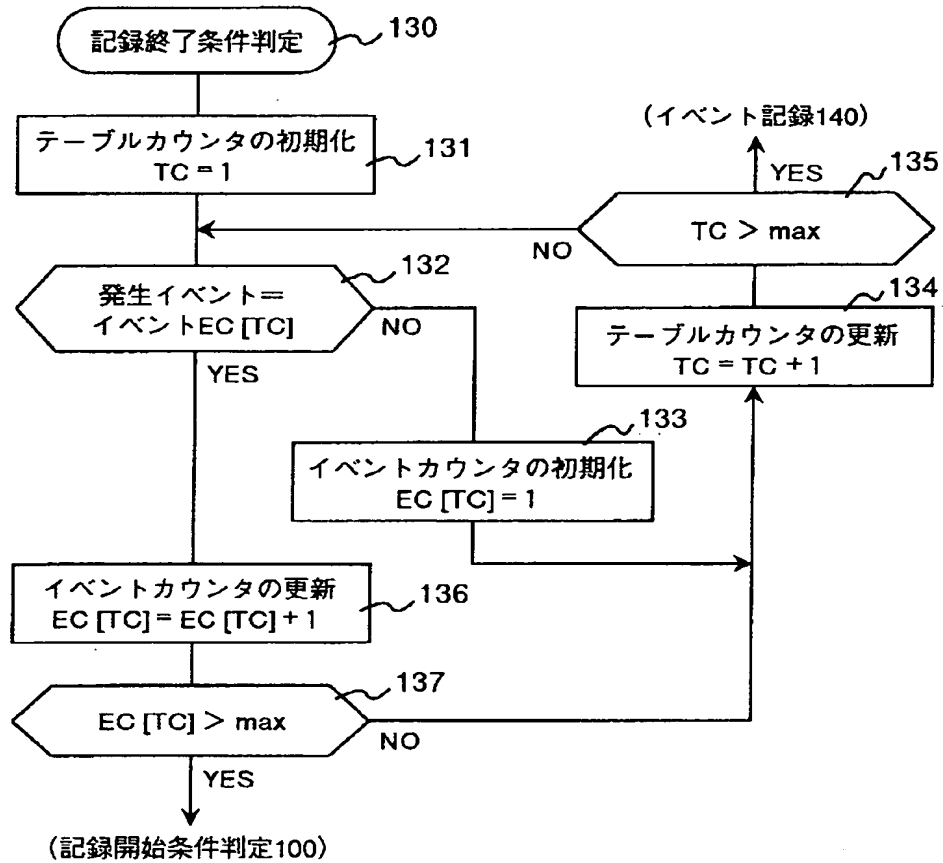 記録終了条件判定
130
テーブルカウンタの初期化
TC = 1
131
(イベント記録140)
YES
135
TC > max
NO
132
発生イベント=
イベントEC [TC]
NO
YES
134
テーブルカウンタの更新
TC = TC + 1
133
イベントカウンタの初期化
EC [TC] = 1
イベントカウンタの更新
EC [TC] = EC [TC] + 1
136
137
EC [TC] > max
NO
YES
(記録開始条件判定100)